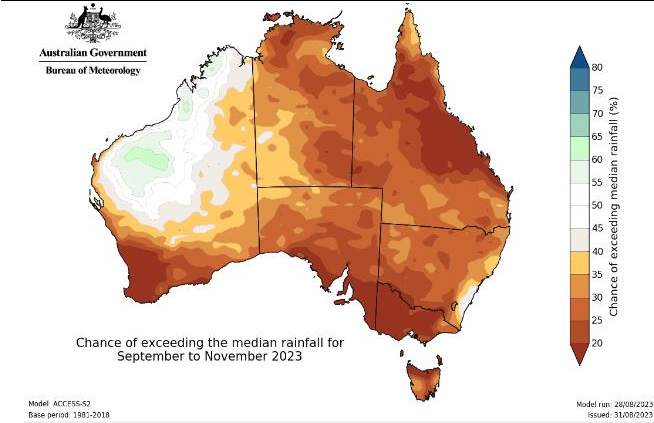 Australian Government
Bureau of Meteorology
80
75
70
65
60
55
50
45
40
35
30
25
20
Chance of exceeding median rainfall (%)
Chance of exceeding the median rainfall for
September to November 2023
Model: ACCESS-S2
Base period: 1981-2018
Model run: 28/08/2023
Issued: 31/08/2023